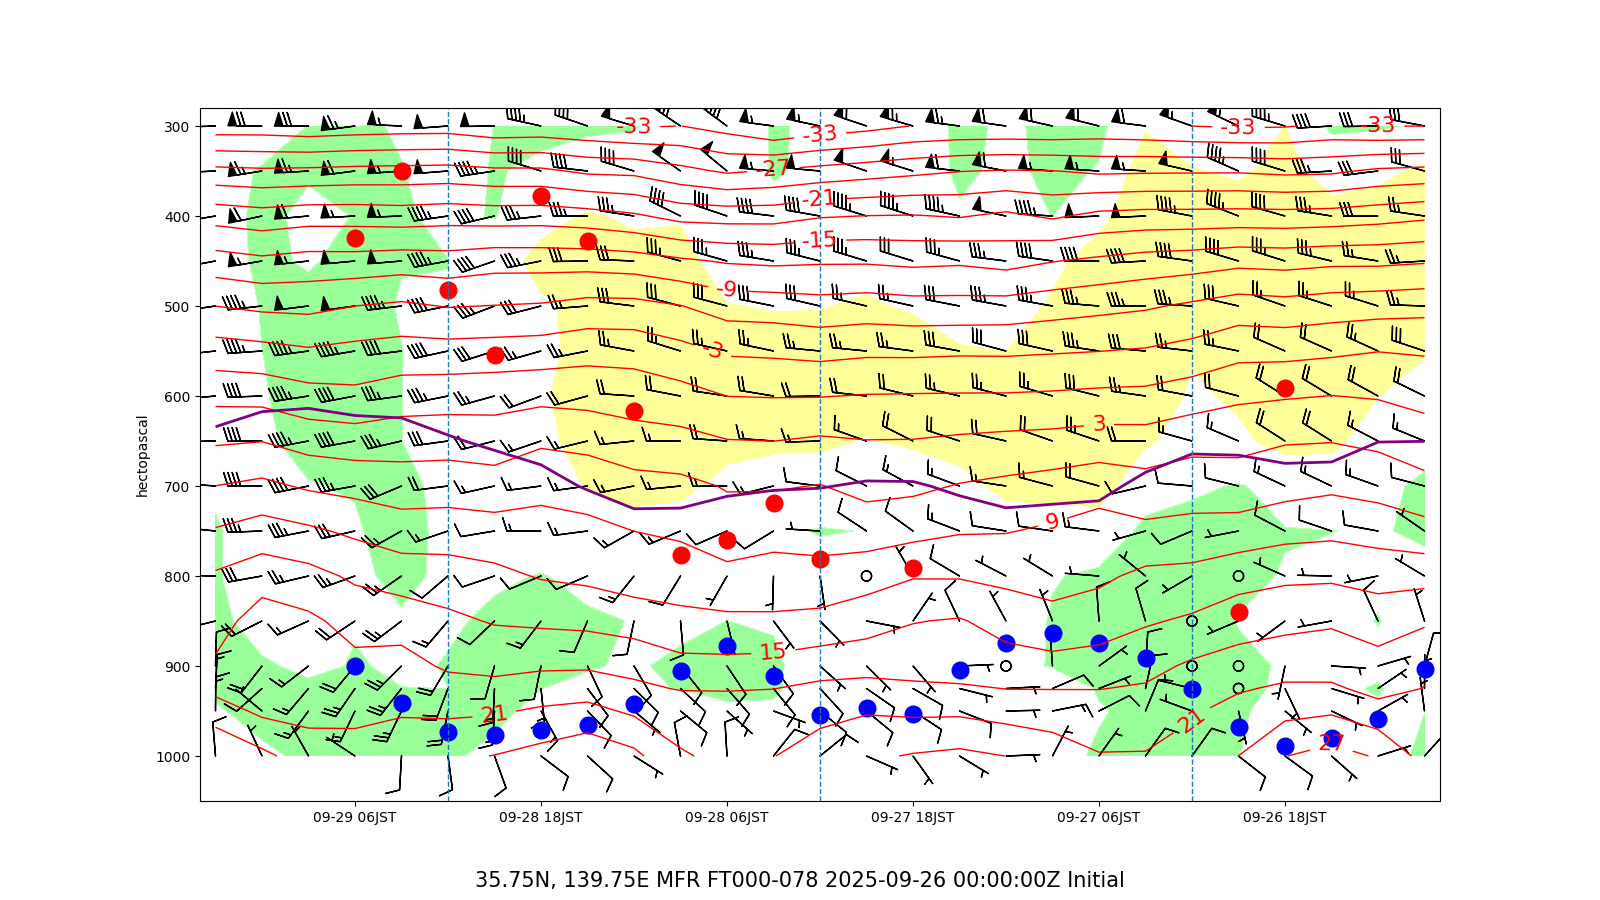 300
400
500
600
700
800
900
1000
hectopascal
-33
-33
-33
33
27
-21
-15
-9
-3
3
9
15
21
21
27
09-29 06JST
09-28 18JST
09-28 06JST
09-27 18JST
09-27 06JST
09-26 18JST
35.75N, 139.75E MFR FT000-078 2025-09-26 00:00:00Z Initial